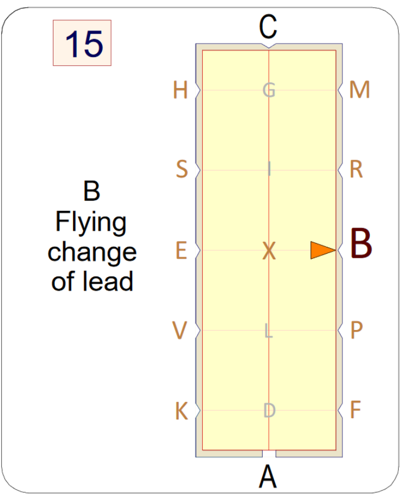 15
C
H G M
S I R
B
Flying
change
of lead
E X B
V L P
K D F
A